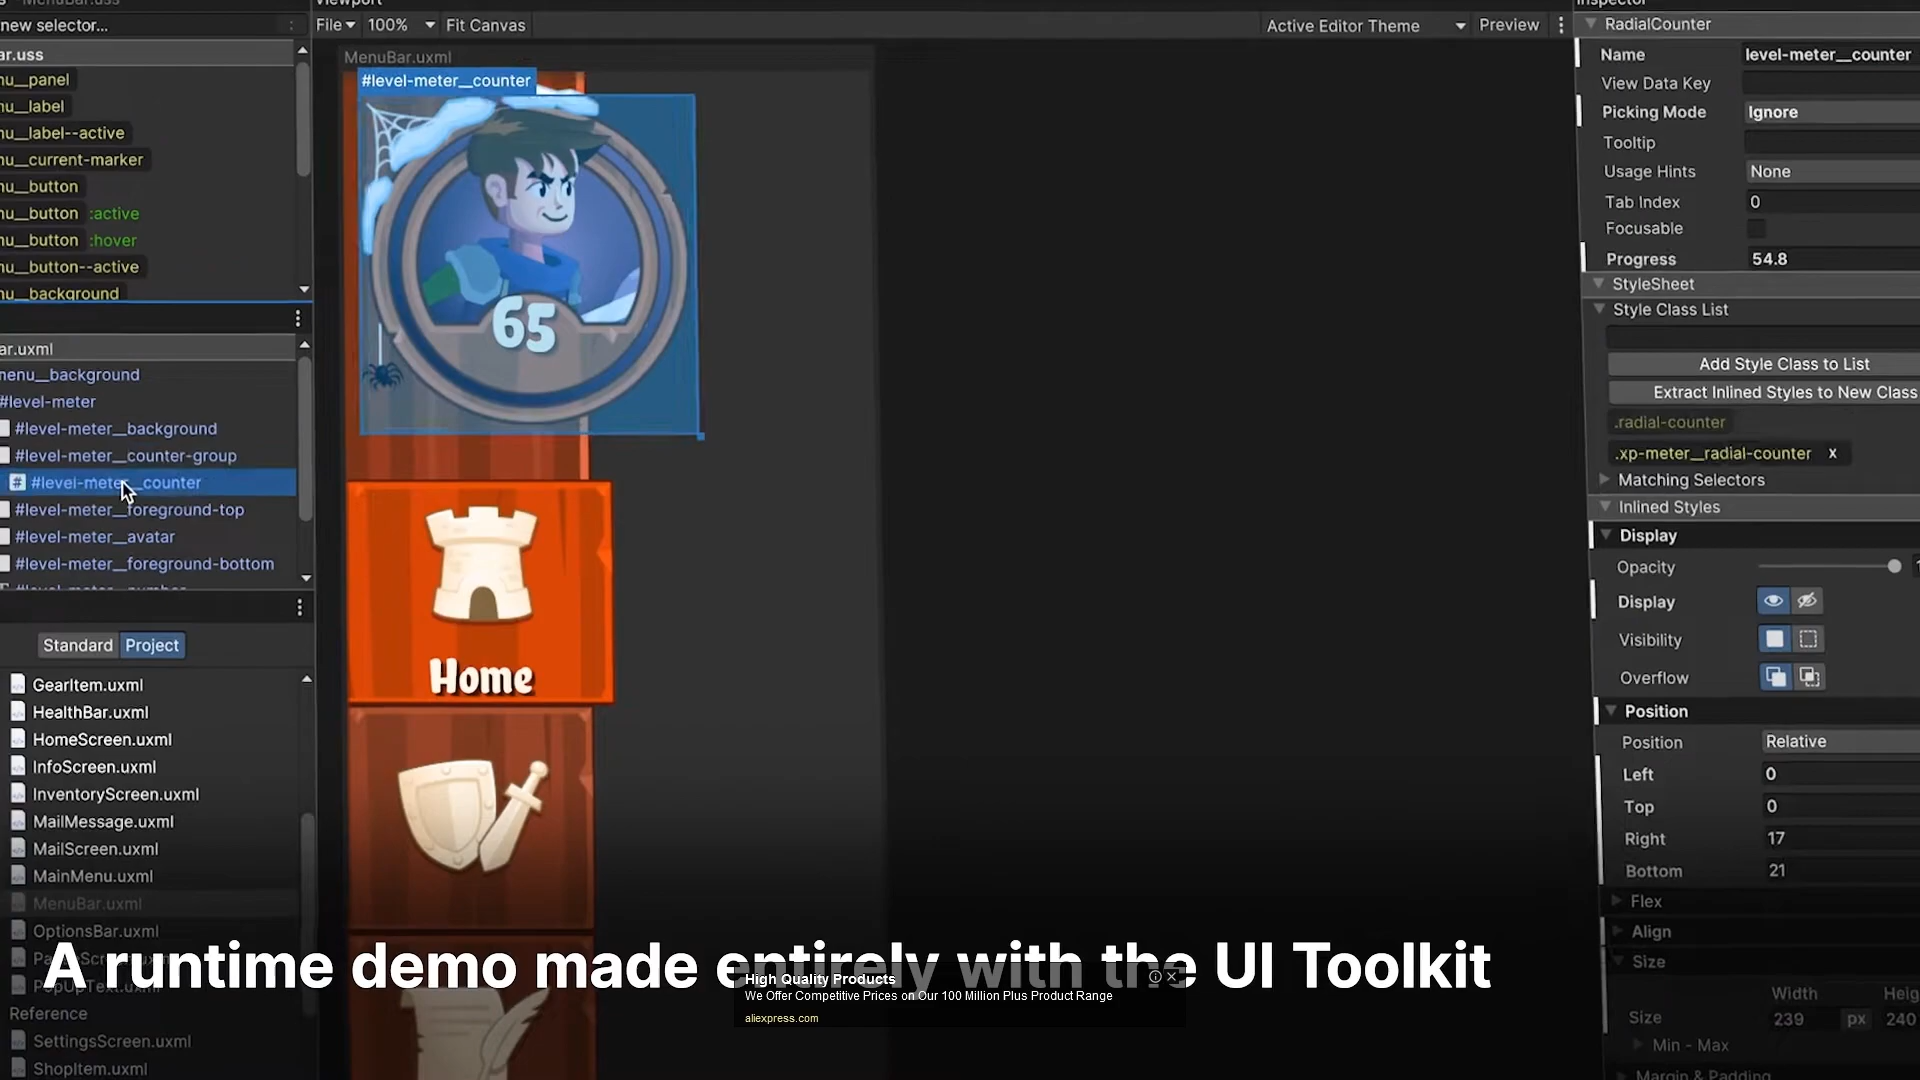 MenuBar.uss
new selector...
ar.uss
nu__panel
nu__label
nu__label--active
nu__current-marker
nu__button
nu__button :active
nu__button :hover
nu__button--active
nu__background
ar.uxml
menu__background
#level-meter
#level-meter__background
#level-meter__counter-group
#level-meter__counter
#level-meter__foreground-top
#level-meter__avatar
#level-meter__foreground-bottom
Standard Project
GearItem.uxml
HealthBar.uxml
HomeScreen.uxml
InfoScreen.uxml
InventoryScreen.uxml
MailMessage.uxml
MailScreen.uxml
MainMenu.uxml
MenuBar.uxml
OptionsBar.uxml
PopUpText.uxml
Reference
SettingsScreen.uxml
ShopItem.uxml
Viewport
File 100% Fit Canvas Active Editor Theme Preview
MenuBar.uxml
#level-meter__counter
65
Home
A runtime demo made entirely with the UI Toolkit
High Quality Products
We Offer Competitive Prices on Our 100 Million Plus Product Range
aliexpress.com
Inspector
RadialCounter
Name level-meter__counter
View Data Key
Picking Mode Ignore
Tooltip
Usage Hints None
Tab Index 0
Focusable
Progress 54.8
StyleSheet
Style Class List
Add Style Class to List
Extract Inlined Styles to New Class
.radial-counter
.xp-meter__radial-counter x
Matching Selectors
Inlined Styles
Display
Opacity
Display
Visibility
Overflow
Position
Position Relative
Left 0
Top 0
Right 17
Bottom 21
Flex
Align
Size
Width Heig
Size 239 px 240
Min - Max
Margin & Padding